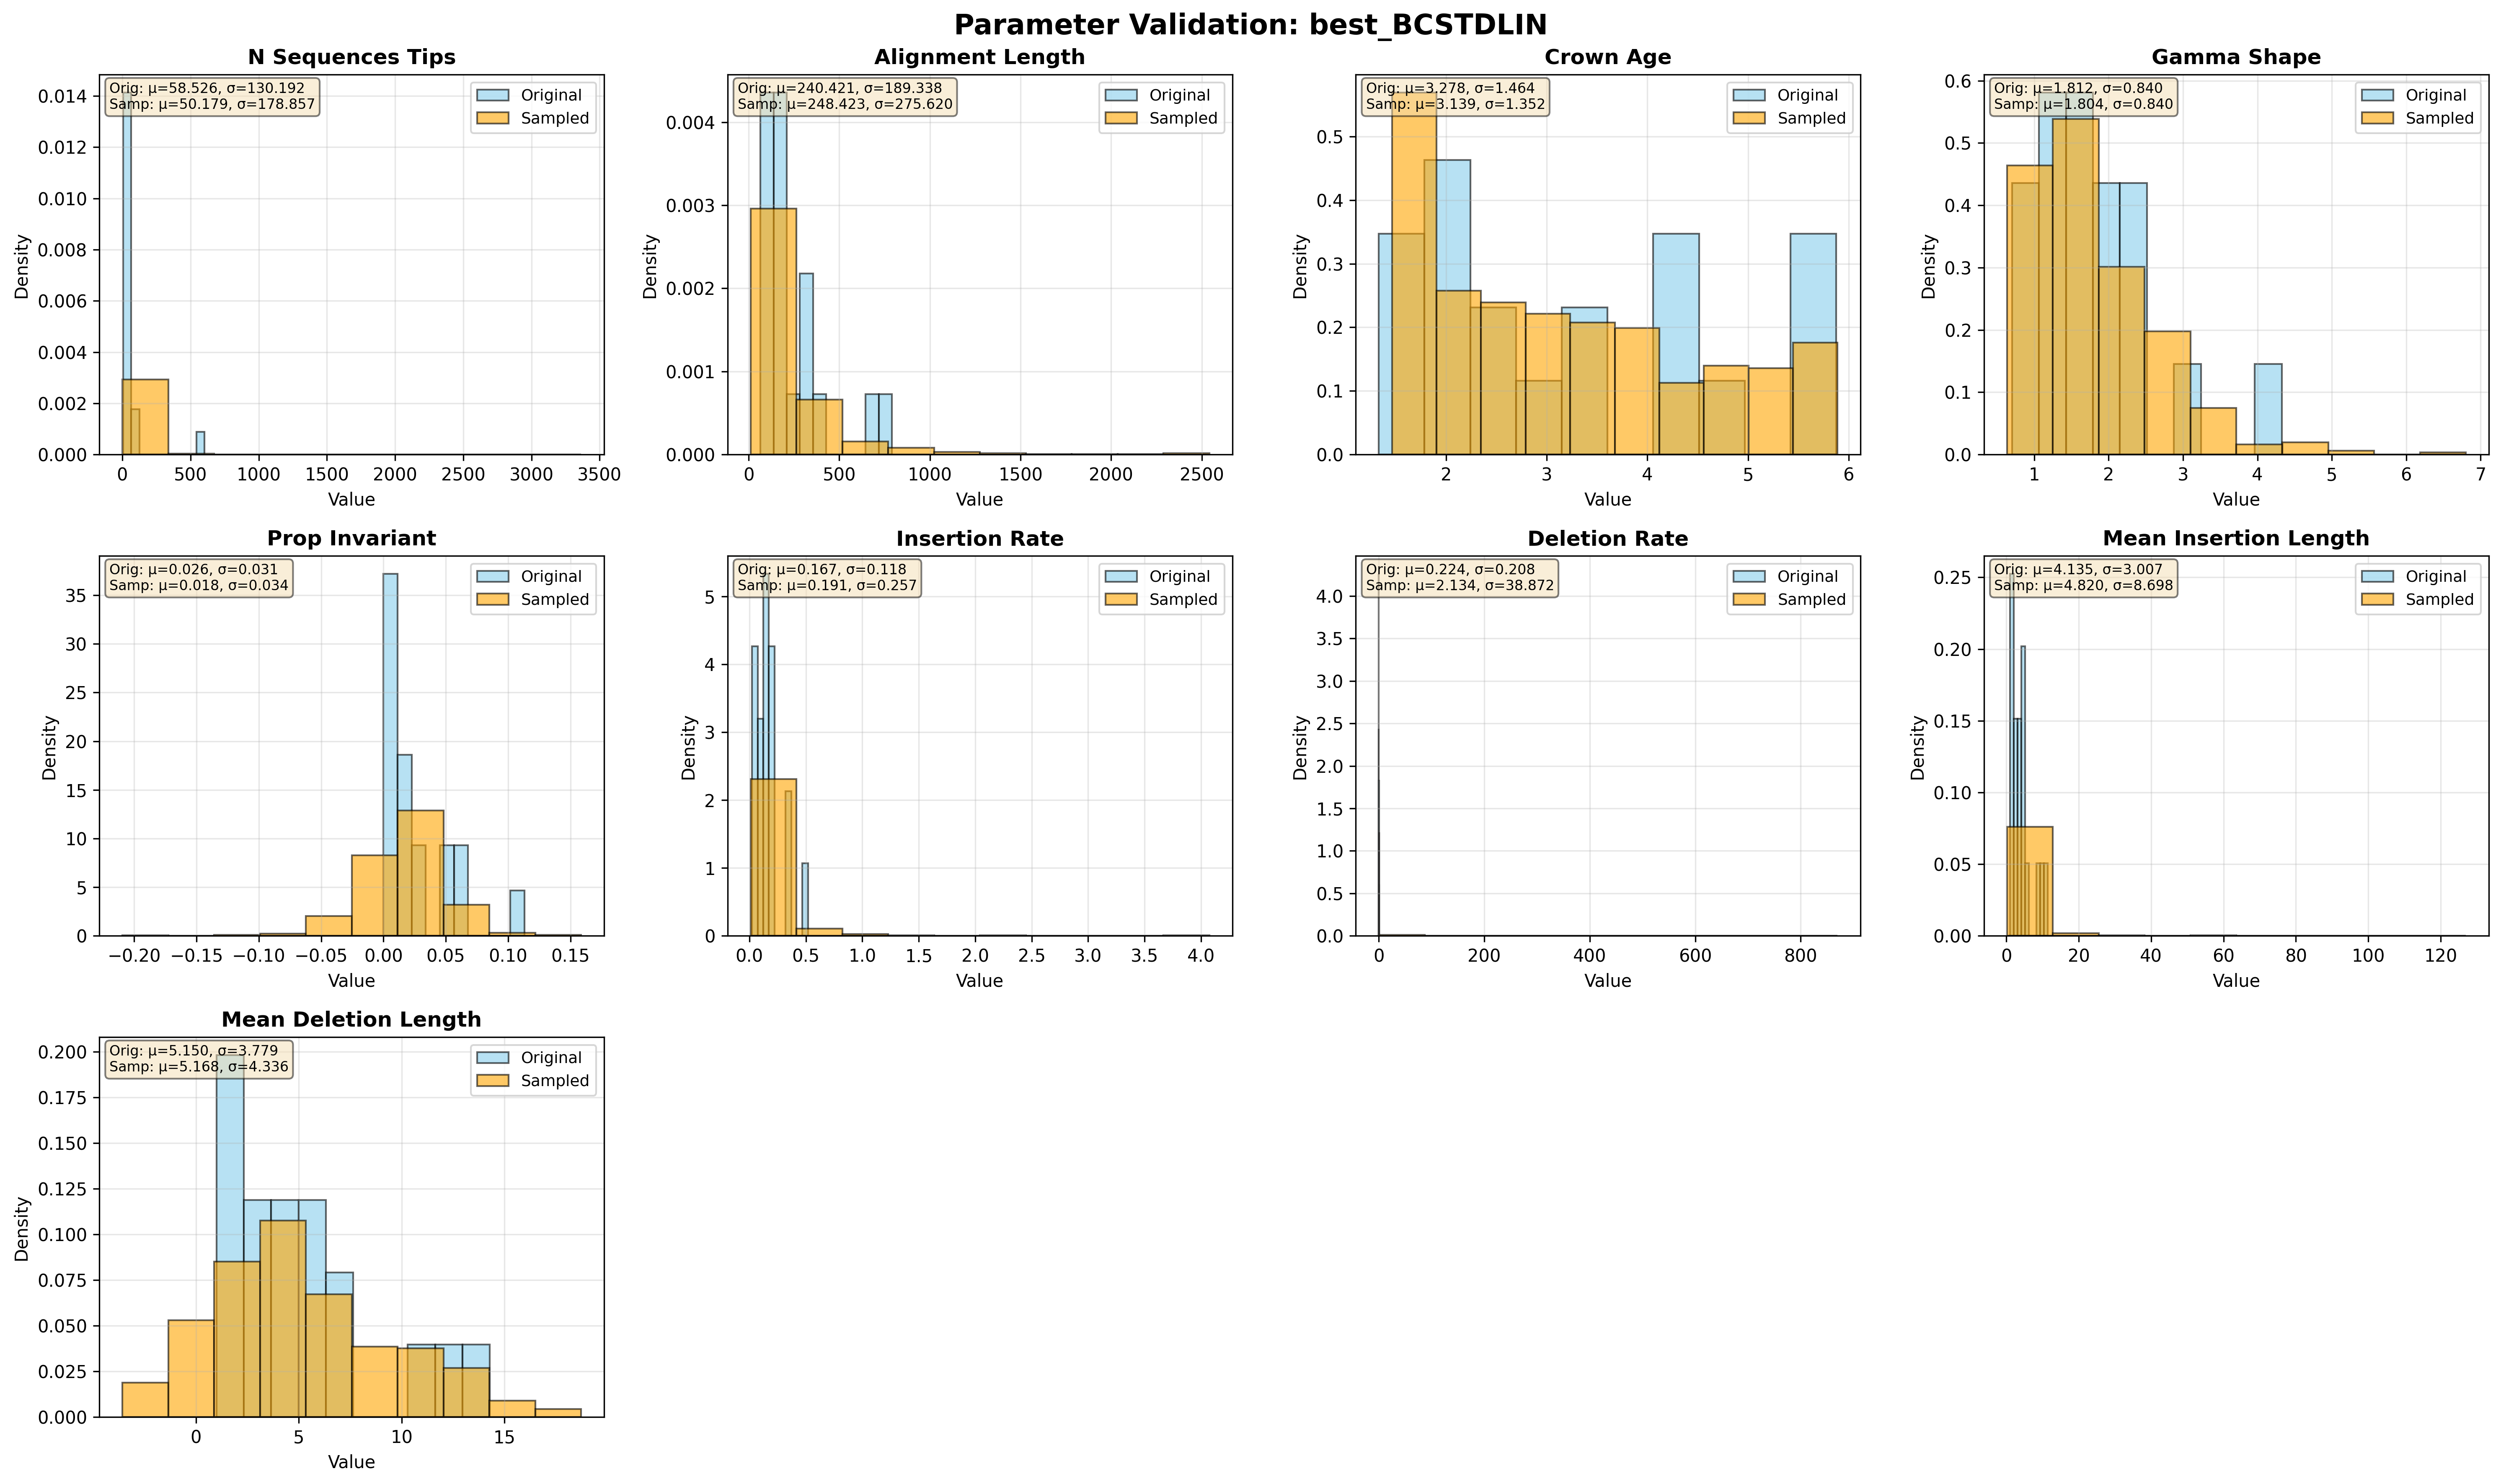 Parameter Validation: best_BCSTDLIN
N Sequences Tips
Orig: μ=58.526, σ=130.192
Samp: μ=50.179, σ=178.857
Original
Sampled
0.014
0.012
0.010
0.008
0.006
0.004
0.002
0.000
Density
0 500 1000 1500 2000 2500 3000 3500
Value
Alignment Length
Orig: μ=240.421, σ=189.338
Samp: μ=248.423, σ=275.620
Original
Sampled
0.004
0.003
0.002
0.001
0.000
Density
0 500 1000 1500 2000 2500
Value
Crown Age
Orig: μ=3.278, σ=1.464
Samp: μ=3.139, σ=1.352
Original
Sampled
0.5
0.4
0.3
0.2
0.1
0.0
Density
2 3 4 5 6
Value
Gamma Shape
Orig: μ=1.812, σ=0.840
Samp: μ=1.804, σ=0.840
Original
Sampled
0.6
0.5
0.4
0.3
0.2
0.1
0.0
Density
1 2 3 4 5 6 7
Value
Prop Invariant
Orig: μ=0.026, σ=0.031
Samp: μ=0.018, σ=0.034
Original
Sampled
35
30
25
20
15
10
5
0
Density
−0.20 −0.15 −0.10 −0.05 0.00 0.05 0.10 0.15
Value
Insertion Rate
Orig: μ=0.167, σ=0.118
Samp: μ=0.191, σ=0.257
Original
Sampled
5
4
3
2
1
0
Density
0.0 0.5 1.0 1.5 2.0 2.5 3.0 3.5 4.0
Value
Deletion Rate
Orig: μ=0.224, σ=0.208
Samp: μ=2.134, σ=38.872
Original
Sampled
4.0
3.5
3.0
2.5
2.0
1.5
1.0
0.5
0.0
Density
0 200 400 600 800
Value
Mean Insertion Length
Orig: μ=4.135, σ=3.007
Samp: μ=4.820, σ=8.698
Original
Sampled
0.25
0.20
0.15
0.10
0.05
0.00
Density
0 20 40 60 80 100 120
Value
Mean Deletion Length
Orig: μ=5.150, σ=3.779
Samp: μ=5.168, σ=4.336
Original
Sampled
0.200
0.175
0.150
0.125
0.100
0.075
0.050
0.025
0.000
Density
0 5 10 15
Value